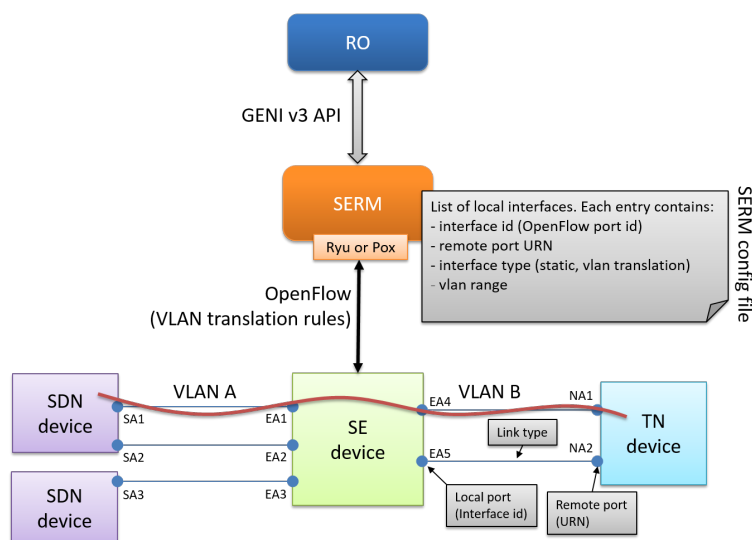 RO
GENI v3 API
SERM
Ryu or Pox
List of local interfaces. Each entry contains:
- interface id (OpenFlow port id)
- remote port URN
- interface type (static, vlan translation)
- vlan range
SERM config file
OpenFlow
(VLAN translation rules)
SDN
device
VLAN A
SA1
EA1
SA2
EA2
SDN
device
SA3
EA3
SE
device
VLAN B
EA4
NA1
Link type
EA5
NA2
TN
device
Local port
(Interface id)
Remote port
(URN)